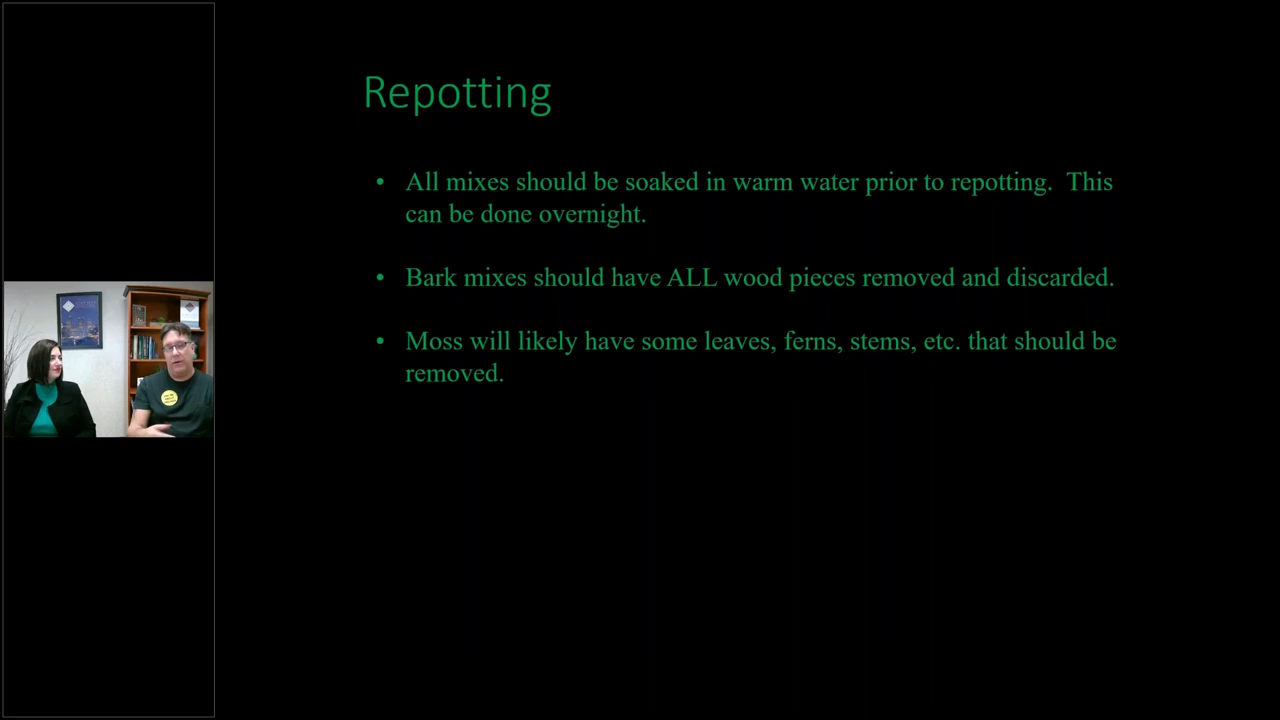 Repotting
• All mixes should be soaked in warm water prior to repotting.  This
can be done overnight.
• Bark mixes should have ALL wood pieces removed and discarded.
• Moss will likely have some leaves, ferns, stems, etc. that should be
removed.